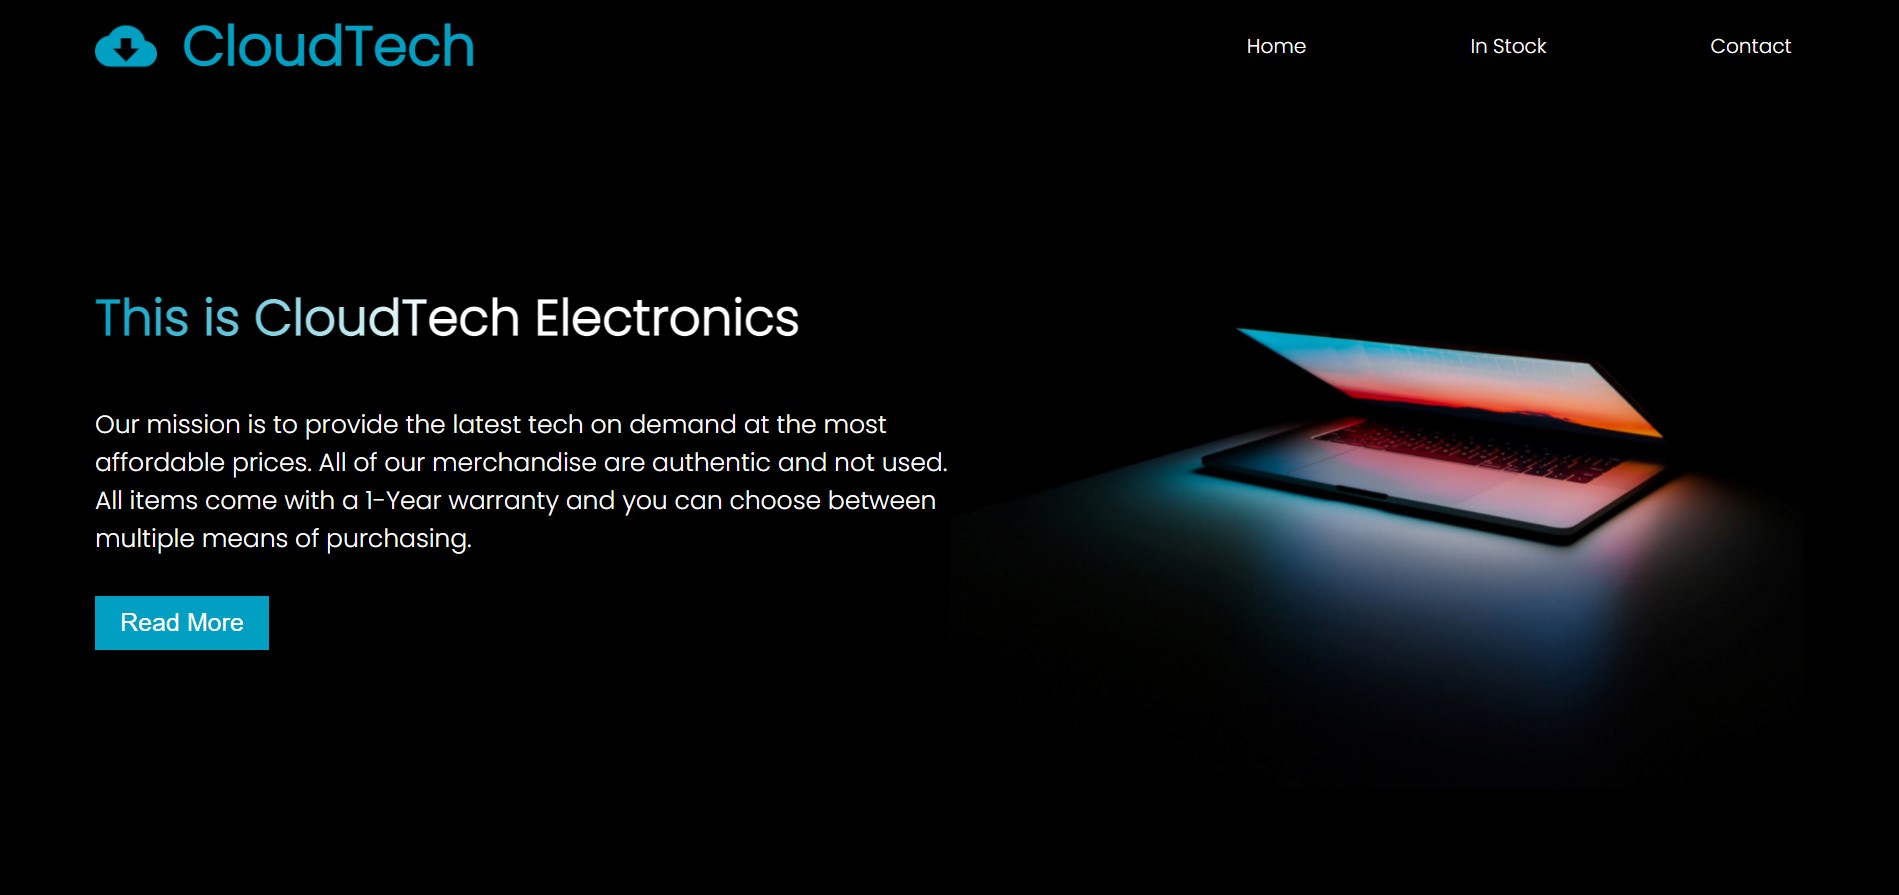 CloudTech
Home
In Stock
Contact
This is CloudTech Electronics
Our mission is to provide the latest tech on demand at the most
affordable prices. All of our merchandise are authentic and not used.
All items come with a 1-Year warranty and you can choose between
multiple means of purchasing.
Read More